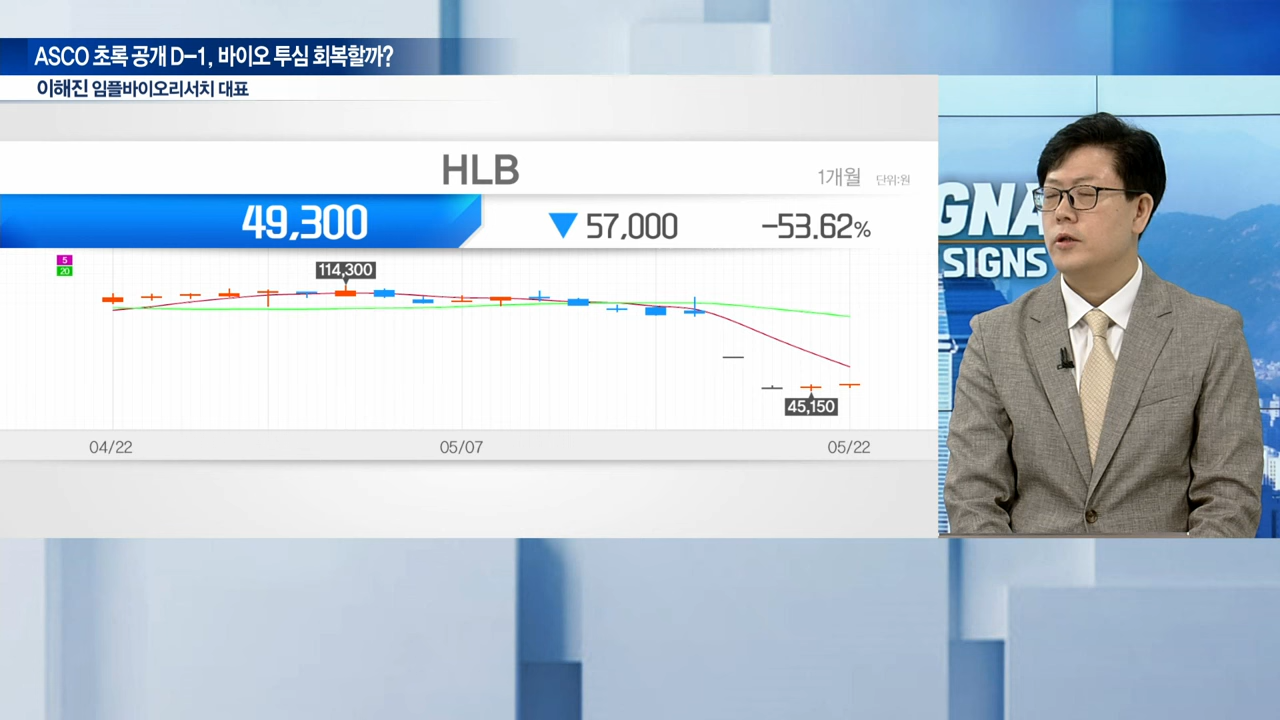 ASCO 초록 공개 D-1, 바이오 투심 회복할까?
이해진 임플바이오리서치 대표
HLB
1개월 단위:원
49,300 ▼ 57,000 -53.62%
5
20
114,300
45,150
04/22 05/07 05/22
GNA
SIGNS